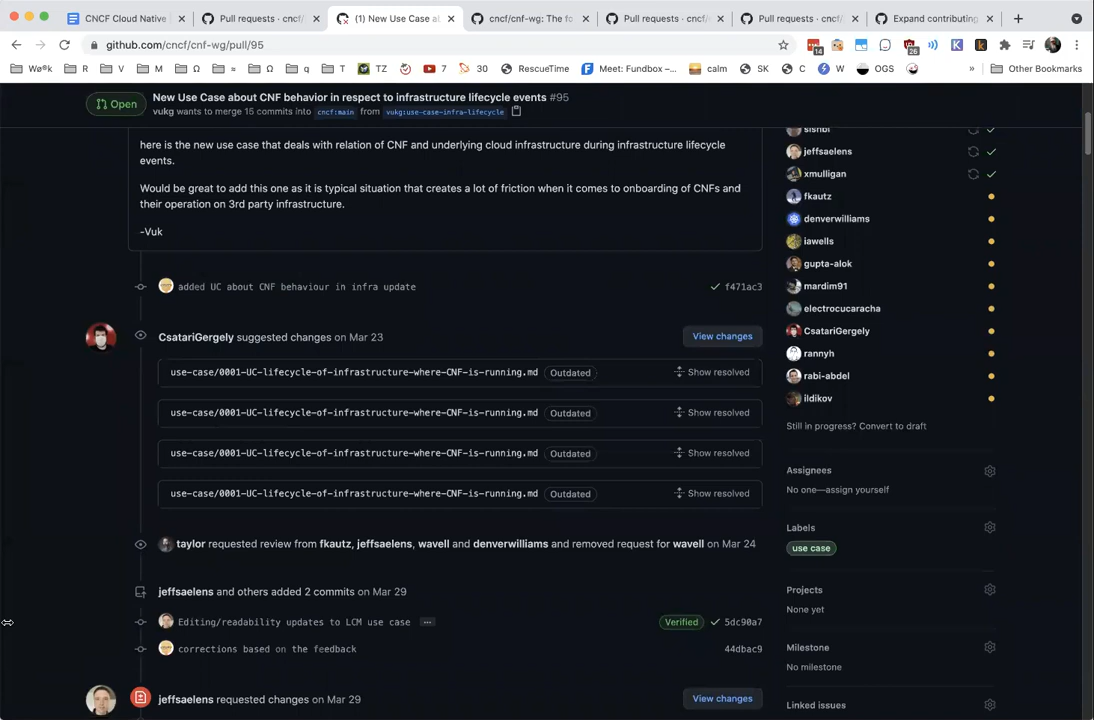 CNCF Cloud Native
Pull requests · cncf/
(1) New Use Case a
cncf/cnf-wg: The fo
Pull requests · cncf
Pull requests · cncf/
Expand contributing
github.com/cncf/cnf-wg/pull/95
14
26
Wø®k
R
V
M
Ω
≈
Ω
q
T
TZ
7
30
RescueTime
Meet: Fundbox –...
calm
SK
C
W
OGS
»
Other Bookmarks
Open
New Use Case about CNF behavior in respect to infrastructure lifecycle events #95
vukg wants to merge 15 commits into cncf:main from vukg:use-case-infra-lifecycle
here is the new use case that deals with relation of CNF and underlying cloud infrastructure during infrastructure lifecycle
events.
Would be great to add this one as it is typical situation that creates a lot of friction when it comes to onboarding of CNFs and
their operation on 3rd party infrastructure.
-Vuk
added UC about CNF behaviour in infra update
f471ac3
CsatariGergely suggested changes on Mar 23
View changes
use-case/0001-UC-lifecycle-of-infrastructure-where-CNF-is-running.md Outdated Show resolved
use-case/0001-UC-lifecycle-of-infrastructure-where-CNF-is-running.md Outdated Show resolved
use-case/0001-UC-lifecycle-of-infrastructure-where-CNF-is-running.md Outdated Show resolved
use-case/0001-UC-lifecycle-of-infrastructure-where-CNF-is-running.md Outdated Show resolved
taylor requested review from fkautz, jeffsaelens, wavell and denverwilliams and removed request for wavell on Mar 24
jeffsaelens and others added 2 commits on Mar 29
Editing/readability updates to LCM use case ...
Verified
5dc90a7
corrections based on the feedback
44dbac9
jeffsaelens requested changes on Mar 29
View changes
jeffsaelens
xmulligan
fkautz
denverwilliams
iawells
gupta-alok
mardim91
electrocucaracha
CsatariGergely
rannyh
rabi-abdel
ildikov
Still in progress? Convert to draft
Assignees
No one—assign yourself
Labels
use case
Projects
None yet
Milestone
No milestone
Linked issues